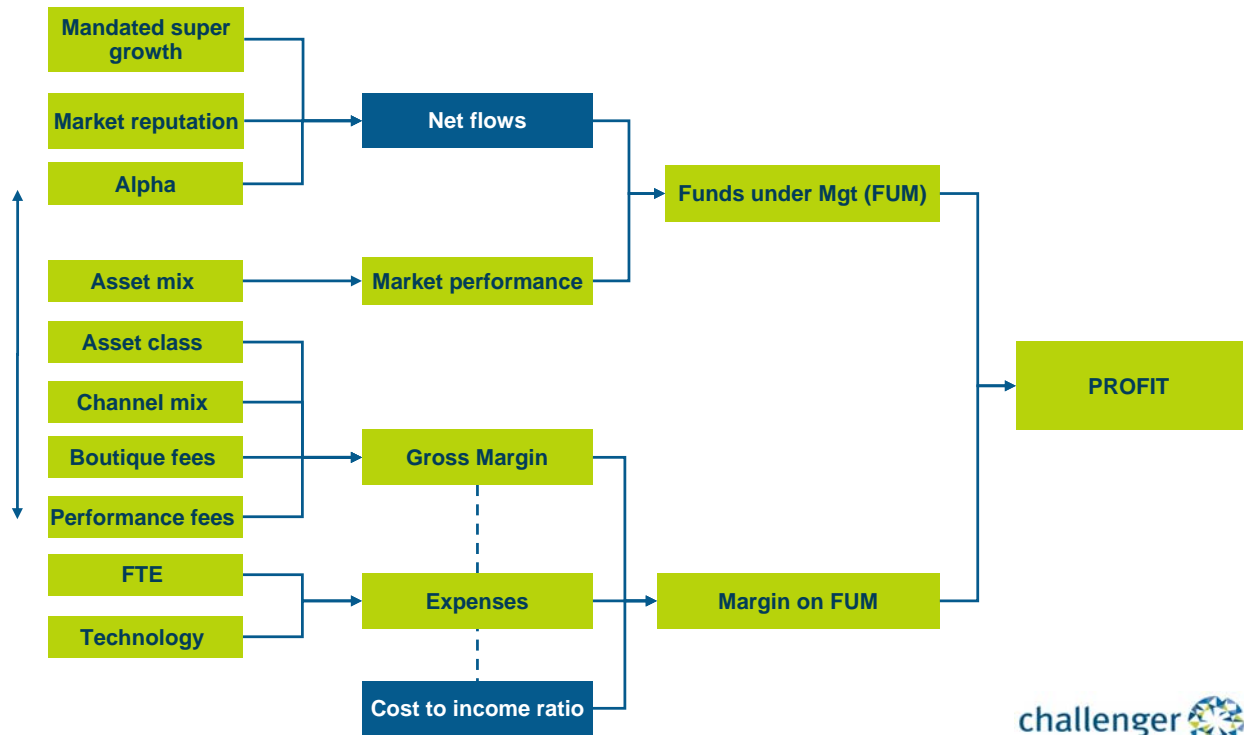 Mandated super
growth
Market reputation
Alpha
Asset mix
Asset class
Channel mix
Boutique fees
Performance fees
FTE
Technology
Net flows
Market performance
Gross Margin
Expenses
Cost to income ratio
Funds under Mgt (FUM)
Margin on FUM
PROFIT
challenger